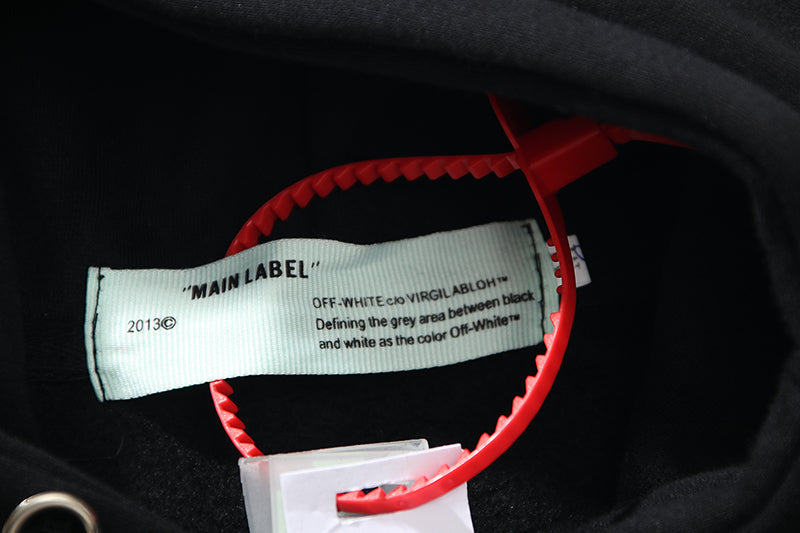 "MAIN LABEL"
2013©
OFF-WHITE c/o VIRGIL ABLOH™
Defining the grey area between black
and white as the color Off-White™